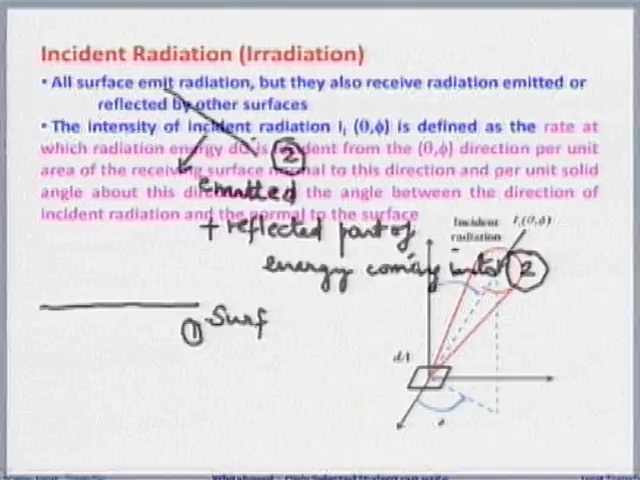 Incident Radiation (Irradiation)
• All surface emit radiation, but they also receive radiation emitted or
reflected by other surfaces
• The intensity of incident radiation Ii (θ,ϕ) is defined as the rate at
which radiation energy dG is incident from the (θ,ϕ) direction per unit
area of the receiving surface normal to this direction and per unit solid
angle about this the angle between the direction of
incident radiation and the normal to the surface
2
emitted
+ reflected part of
energy coming into 2
Incident
radiation
Ii(θ,ϕ)
1 Surf
dA